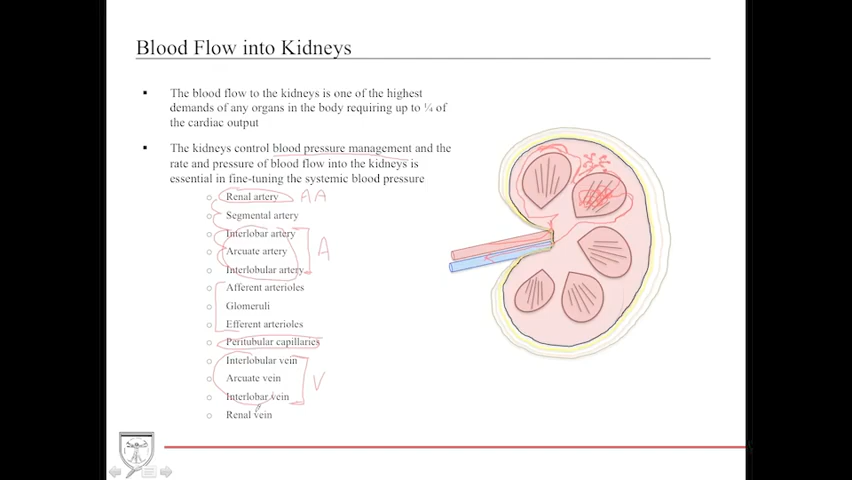 Blood Flow into Kidneys
The blood flow to the kidneys is one of the highest
demands of any organs in the body requiring up to ¼ of
the cardiac output
The kidneys control blood pressure management and the
rate and pressure of blood flow into the kidneys is
essential in fine-tuning the systemic blood pressure
Renal artery AA
Segmental artery
Interlobar artery
Arcuate artery A
Interlobular artery
Afferent arterioles
Glomeruli
Efferent arterioles
Peritubular capillaries
Interlobular vein
Arcuate vein V
Interlobar vein
Renal vein